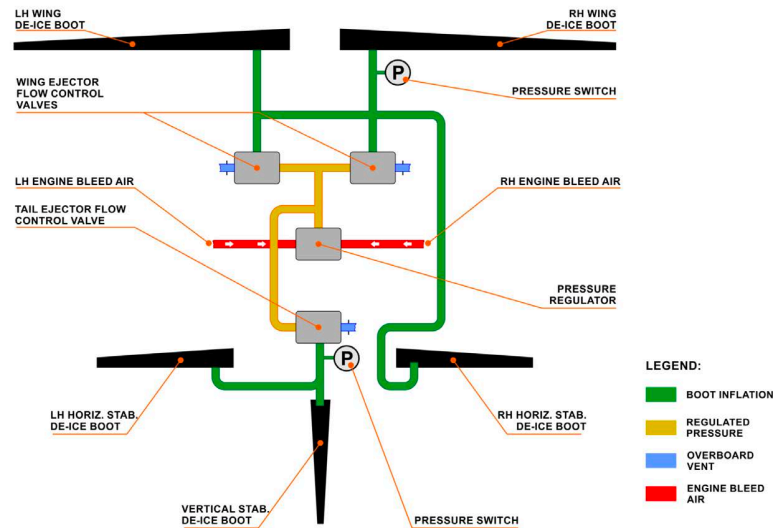 LH WING
DE-ICE BOOT
RH WING
DE-ICE BOOT
WING EJECTOR
FLOW CONTROL
VALVES
P
PRESSURE SWITCH
LH ENGINE BLEED AIR
RH ENGINE BLEED AIR
TAIL EJECTOR FLOW
CONTROL VALVE
PRESSURE
REGULATOR
P
LH HORIZ. STAB.
DE-ICE BOOT
RH HORIZ. STAB.
DE-ICE BOOT
VERTICAL STAB.
DE-ICE BOOT
PRESSURE SWITCH
LEGEND:
BOOT INFLATION
REGULATED
PRESSURE
OVERBOARD
VENT
ENGINE BLEED
AIR